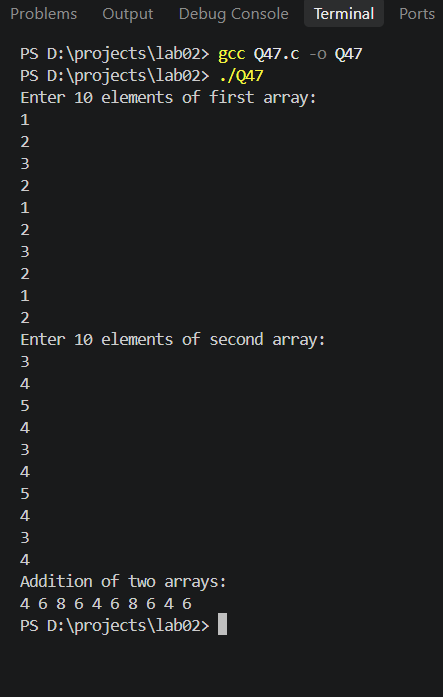 Problems Output Debug Console Terminal Ports
PS D:\projects\lab02> gcc Q47.c -o Q47
PS D:\projects\lab02> ./Q47
Enter 10 elements of first array:
1
2
3
2
1
2
3
2
1
2
Enter 10 elements of second array:
3
4
5
4
3
4
5
4
3
4
Addition of two arrays:
4 6 8 6 4 6 8 6 4 6
PS D:\projects\lab02>